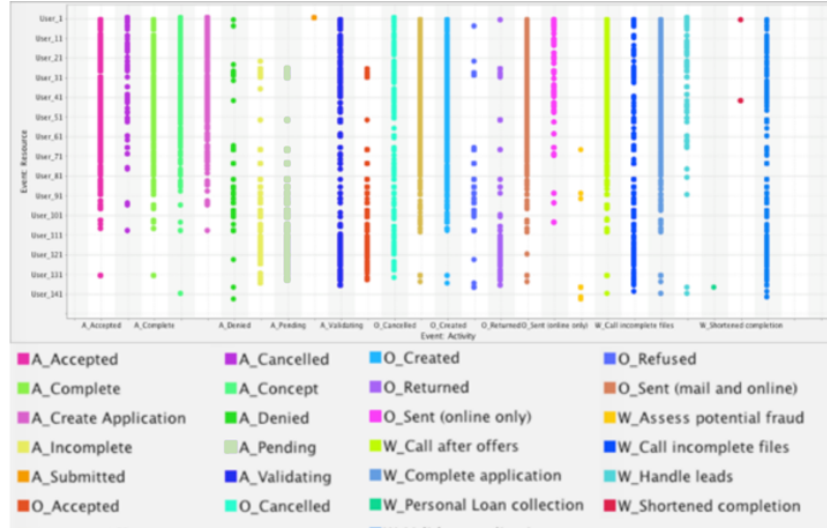 User_1
User_11
User_21
User_31
User_41
User_51
User_61
User_71
User_81
User_91
User_101
User_111
User_121
User_131
User_141
Event: Resource
A_Accepted A_Complete A_Denied A_Pending A_Validating O_Cancelled O_Created O_Returned O_Sent (online only) W_Call incomplete files W_Shortened completion
Event: Activity
A_Accepted A_Cancelled O_Created O_Refused
A_Complete A_Concept O_Returned O_Sent (mail and online)
A_Create Application A_Denied O_Sent (online only) W_Assess potential fraud
A_Incomplete A_Pending W_Call after offers W_Call incomplete files
A_Submitted A_Validating W_Complete application W_Handle leads
O_Accepted O_Cancelled W_Personal Loan collection W_Shortened completion